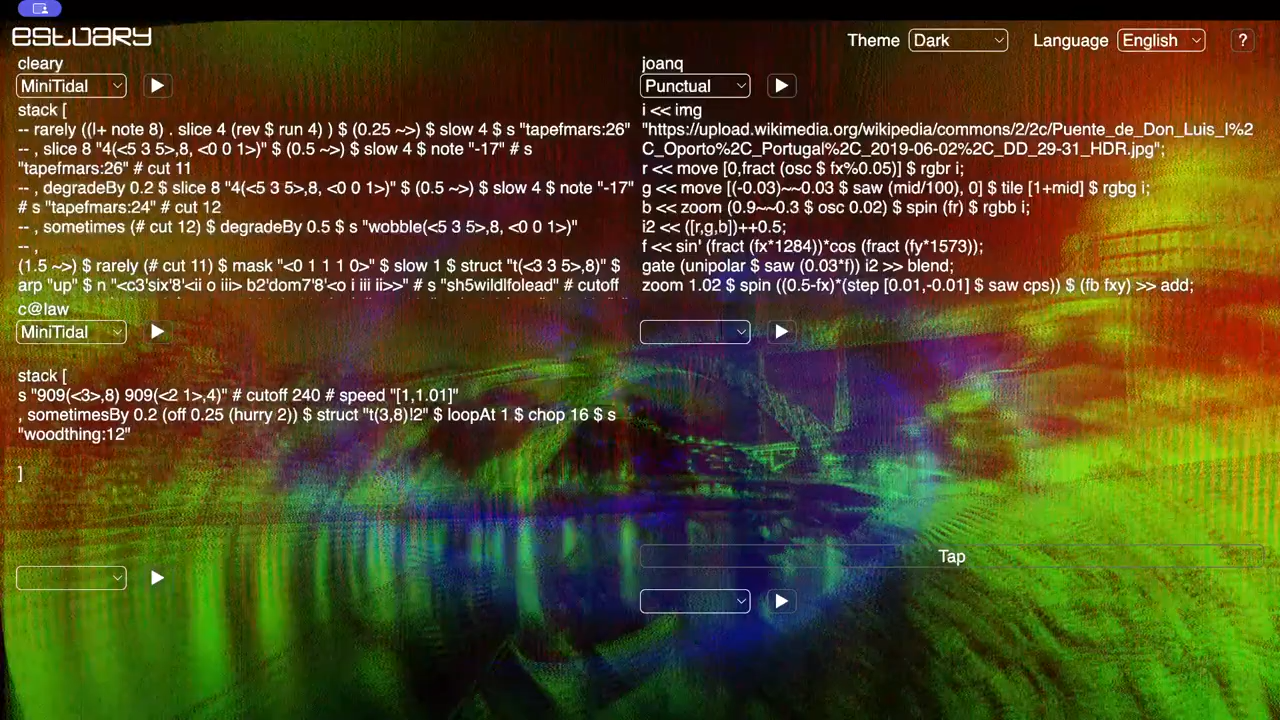 estuary
Theme Dark Language English ?
cleary
MiniTidal
stack [
-- rarely ((|+ note 8) . slice 4 (rev $ run 4) ) $ (0.25 ~>) $ slow 4 $ s "tapefmars:26"
-- , slice 8 "4(<5 3 5>,8, <0 0 1>)" $ (0.5 ~>) $ slow 4 $ note "-17" # s
"tapefmars:26" # cut 11
-- , degradeBy 0.2 $ slice 8 "4(<5 3 5>,8, <0 0 1>)" $ (0.5 ~>) $ slow 4 $ note "-17"
# s "tapefmars:24" # cut 12
-- , sometimes (# cut 12) $ degradeBy 0.5 $ s "wobble(<5 3 5>,8, <0 0 1>)"
-- ,
(1.5 ~>) $ rarely (# cut 11) $ mask "<0 1 1 1 0>" $ slow 1 $ struct "t(<3 3 5>,8)" $
arp "up" $ n "<c3'six'8'<ii o iii> b2'dom7'8'<o i iii ii>>" # s "sh5wildlfolead" # cutoff
joanq
Punctual
i << img
"https://upload.wikimedia.org/wikipedia/commons/2/2c/Puente_de_Don_Luis_I%2
C_Oporto%2C_Portugal%2C_2019-06-02%2C_DD_29-31_HDR.jpg";
r << move [0,fract (osc $ fx%0.05)] $ rgbr i;
g << move [(-0.03)~~0.03 $ saw (mid/100), 0] $ tile [1+mid] $ rgbg i;
b << zoom (0.9~~0.3 $ osc 0.02) $ spin (fr) $ rgbb i;
i2 << ([r,g,b])++0.5;
f << sin' (fract (fx*1284))*cos (fract (fy*1573));
gate (unipolar $ saw (0.03*f)) i2 >> blend;
zoom 1.02 $ spin ((0.5-fx)*(step [0.01,-0.01] $ saw cps)) $ (fb fxy) >> add;
c@law
MiniTidal
stack [
s "909(<3>,8) 909(<2 1>,4)" # cutoff 240 # speed "[1,1.01]"
, sometimesBy 0.2 (off 0.25 (hurry 2)) $ struct "t(3,8)!2" $ loopAt 1 $ chop 16 $ s
"woodthing:12"
]
Tap